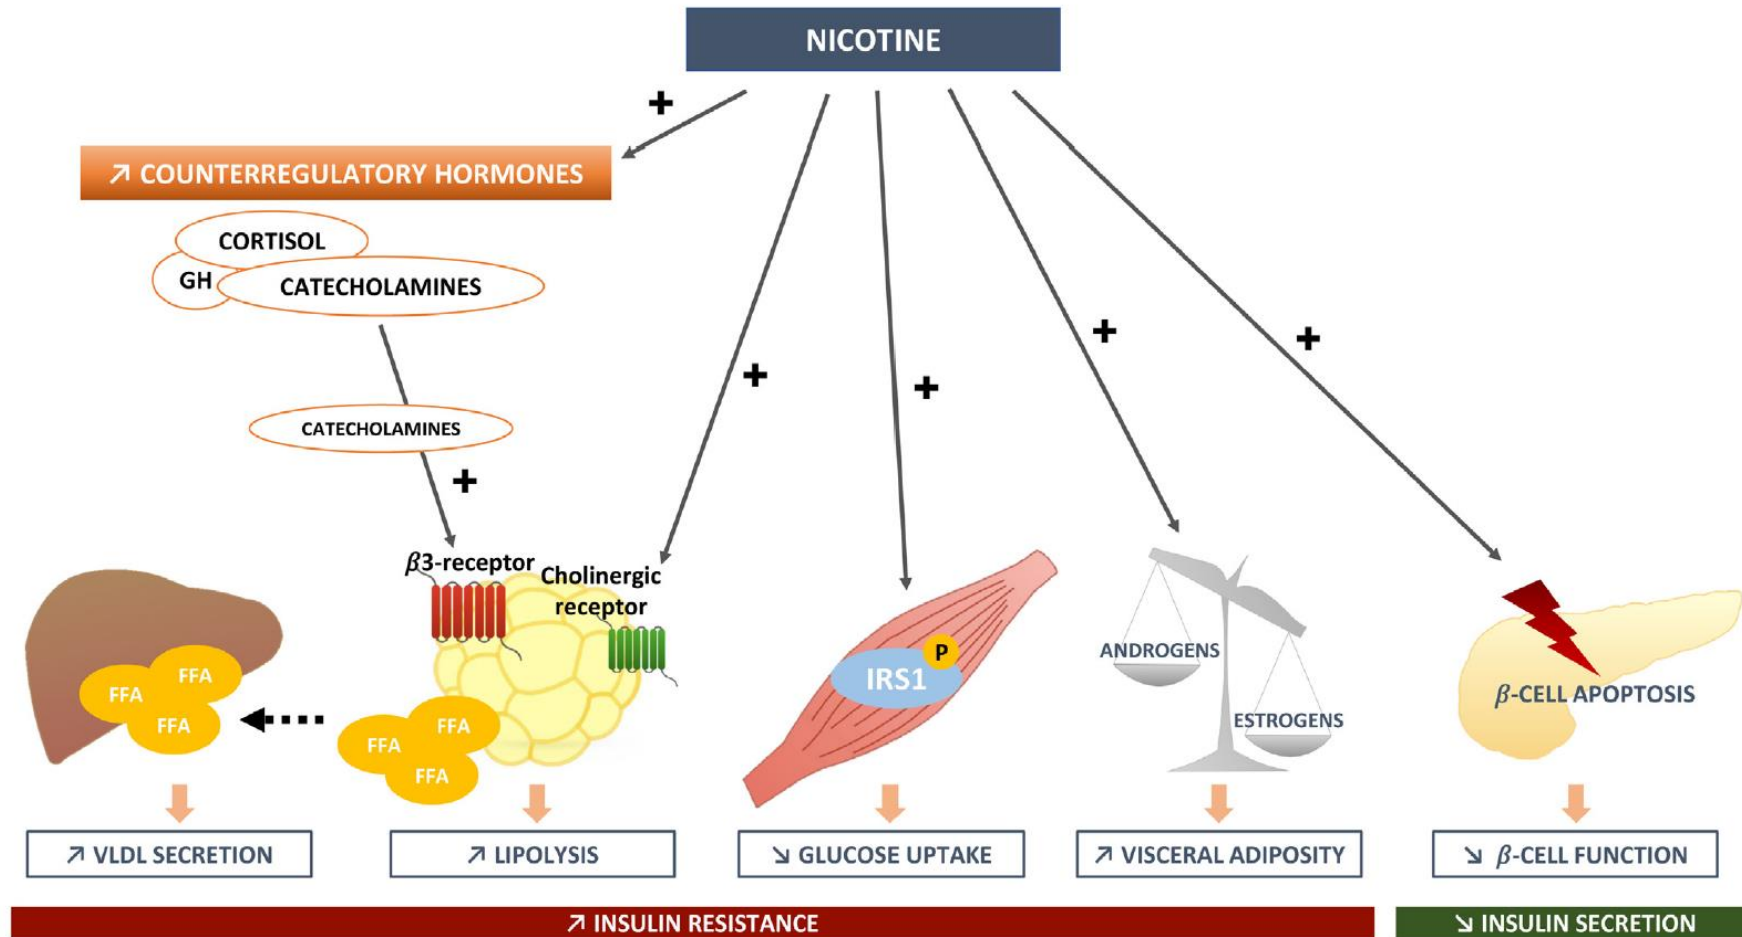 NICOTINE
+
↗ COUNTERREGULATORY HORMONES
CORTISOL
GH
CATECHOLAMINES
+
+
+
+
CATECHOLAMINES
+
β3-receptor
Cholinergic
receptor
FFA
FFA
FFA
FFA
FFA
FFA
P
IRS1
ANDROGENS
ESTROGENS
β-CELL APOPTOSIS
↗ VLDL SECRETION
↗ LIPOLYSIS
↘ GLUCOSE UPTAKE
↗ VISCERAL ADIPOSITY
↘ β-CELL FUNCTION
↗ INSULIN RESISTANCE
↘ INSULIN SECRETION